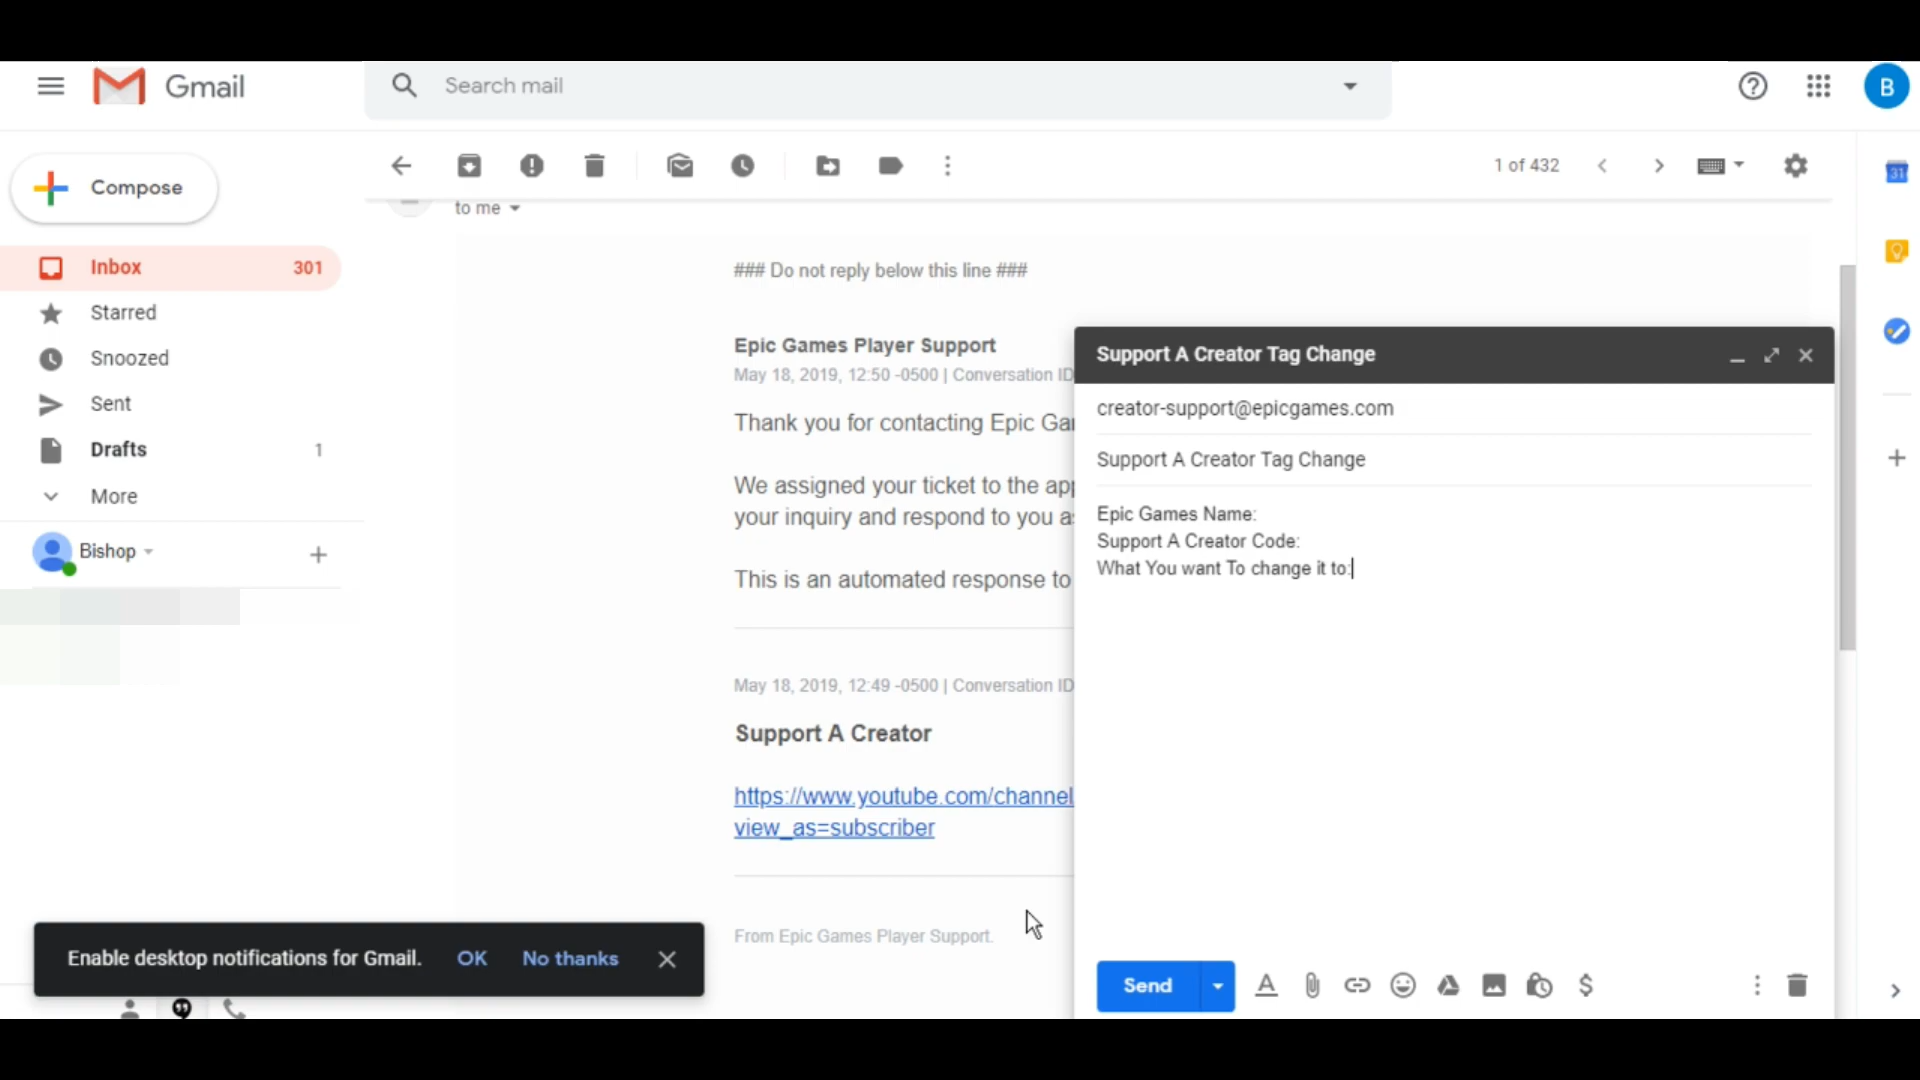 Gmail
Search mail
B
Compose
1 of 432
31
to me
Inbox 301
Starred
Snoozed
Sent
Drafts 1
More
Bishop
### Do not reply below this line ###
Epic Games Player Support
May 18, 2019, 12:50 -0500 | Conversation ID
Thank you for contacting Epic
We assigned your ticket to the
your inquiry and respond to you
This is an automated response to
May 18, 2019, 12:49 -0500 | Conversation ID
Support A Creator
https://www.youtube.com/channel
view_as=subscriber
From Epic Games Player Support.
Support A Creator Tag Change
creator-support@epicgames.com
Support A Creator Tag Change
Epic Games Name:
Support A Creator Code:
What You want To change it to:
Send
Enable desktop notifications for Gmail. OK No thanks